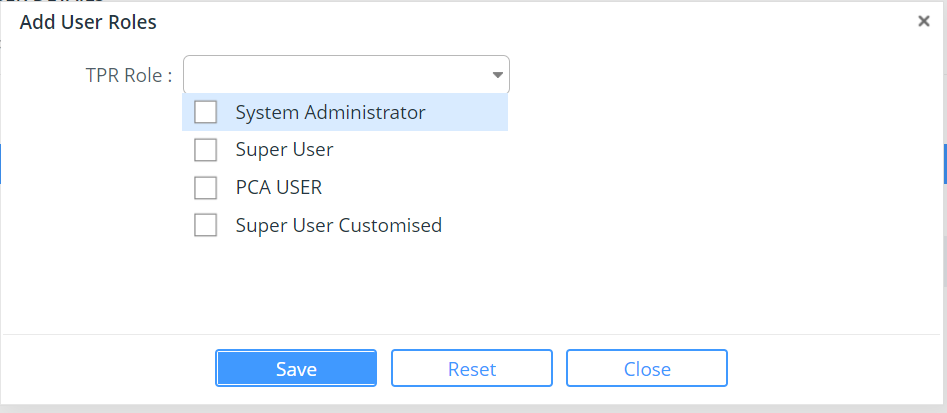 Add User Roles
TPR Role :
System Administrator
Super User
PCA USER
Super User Customised
Save
Reset
Close